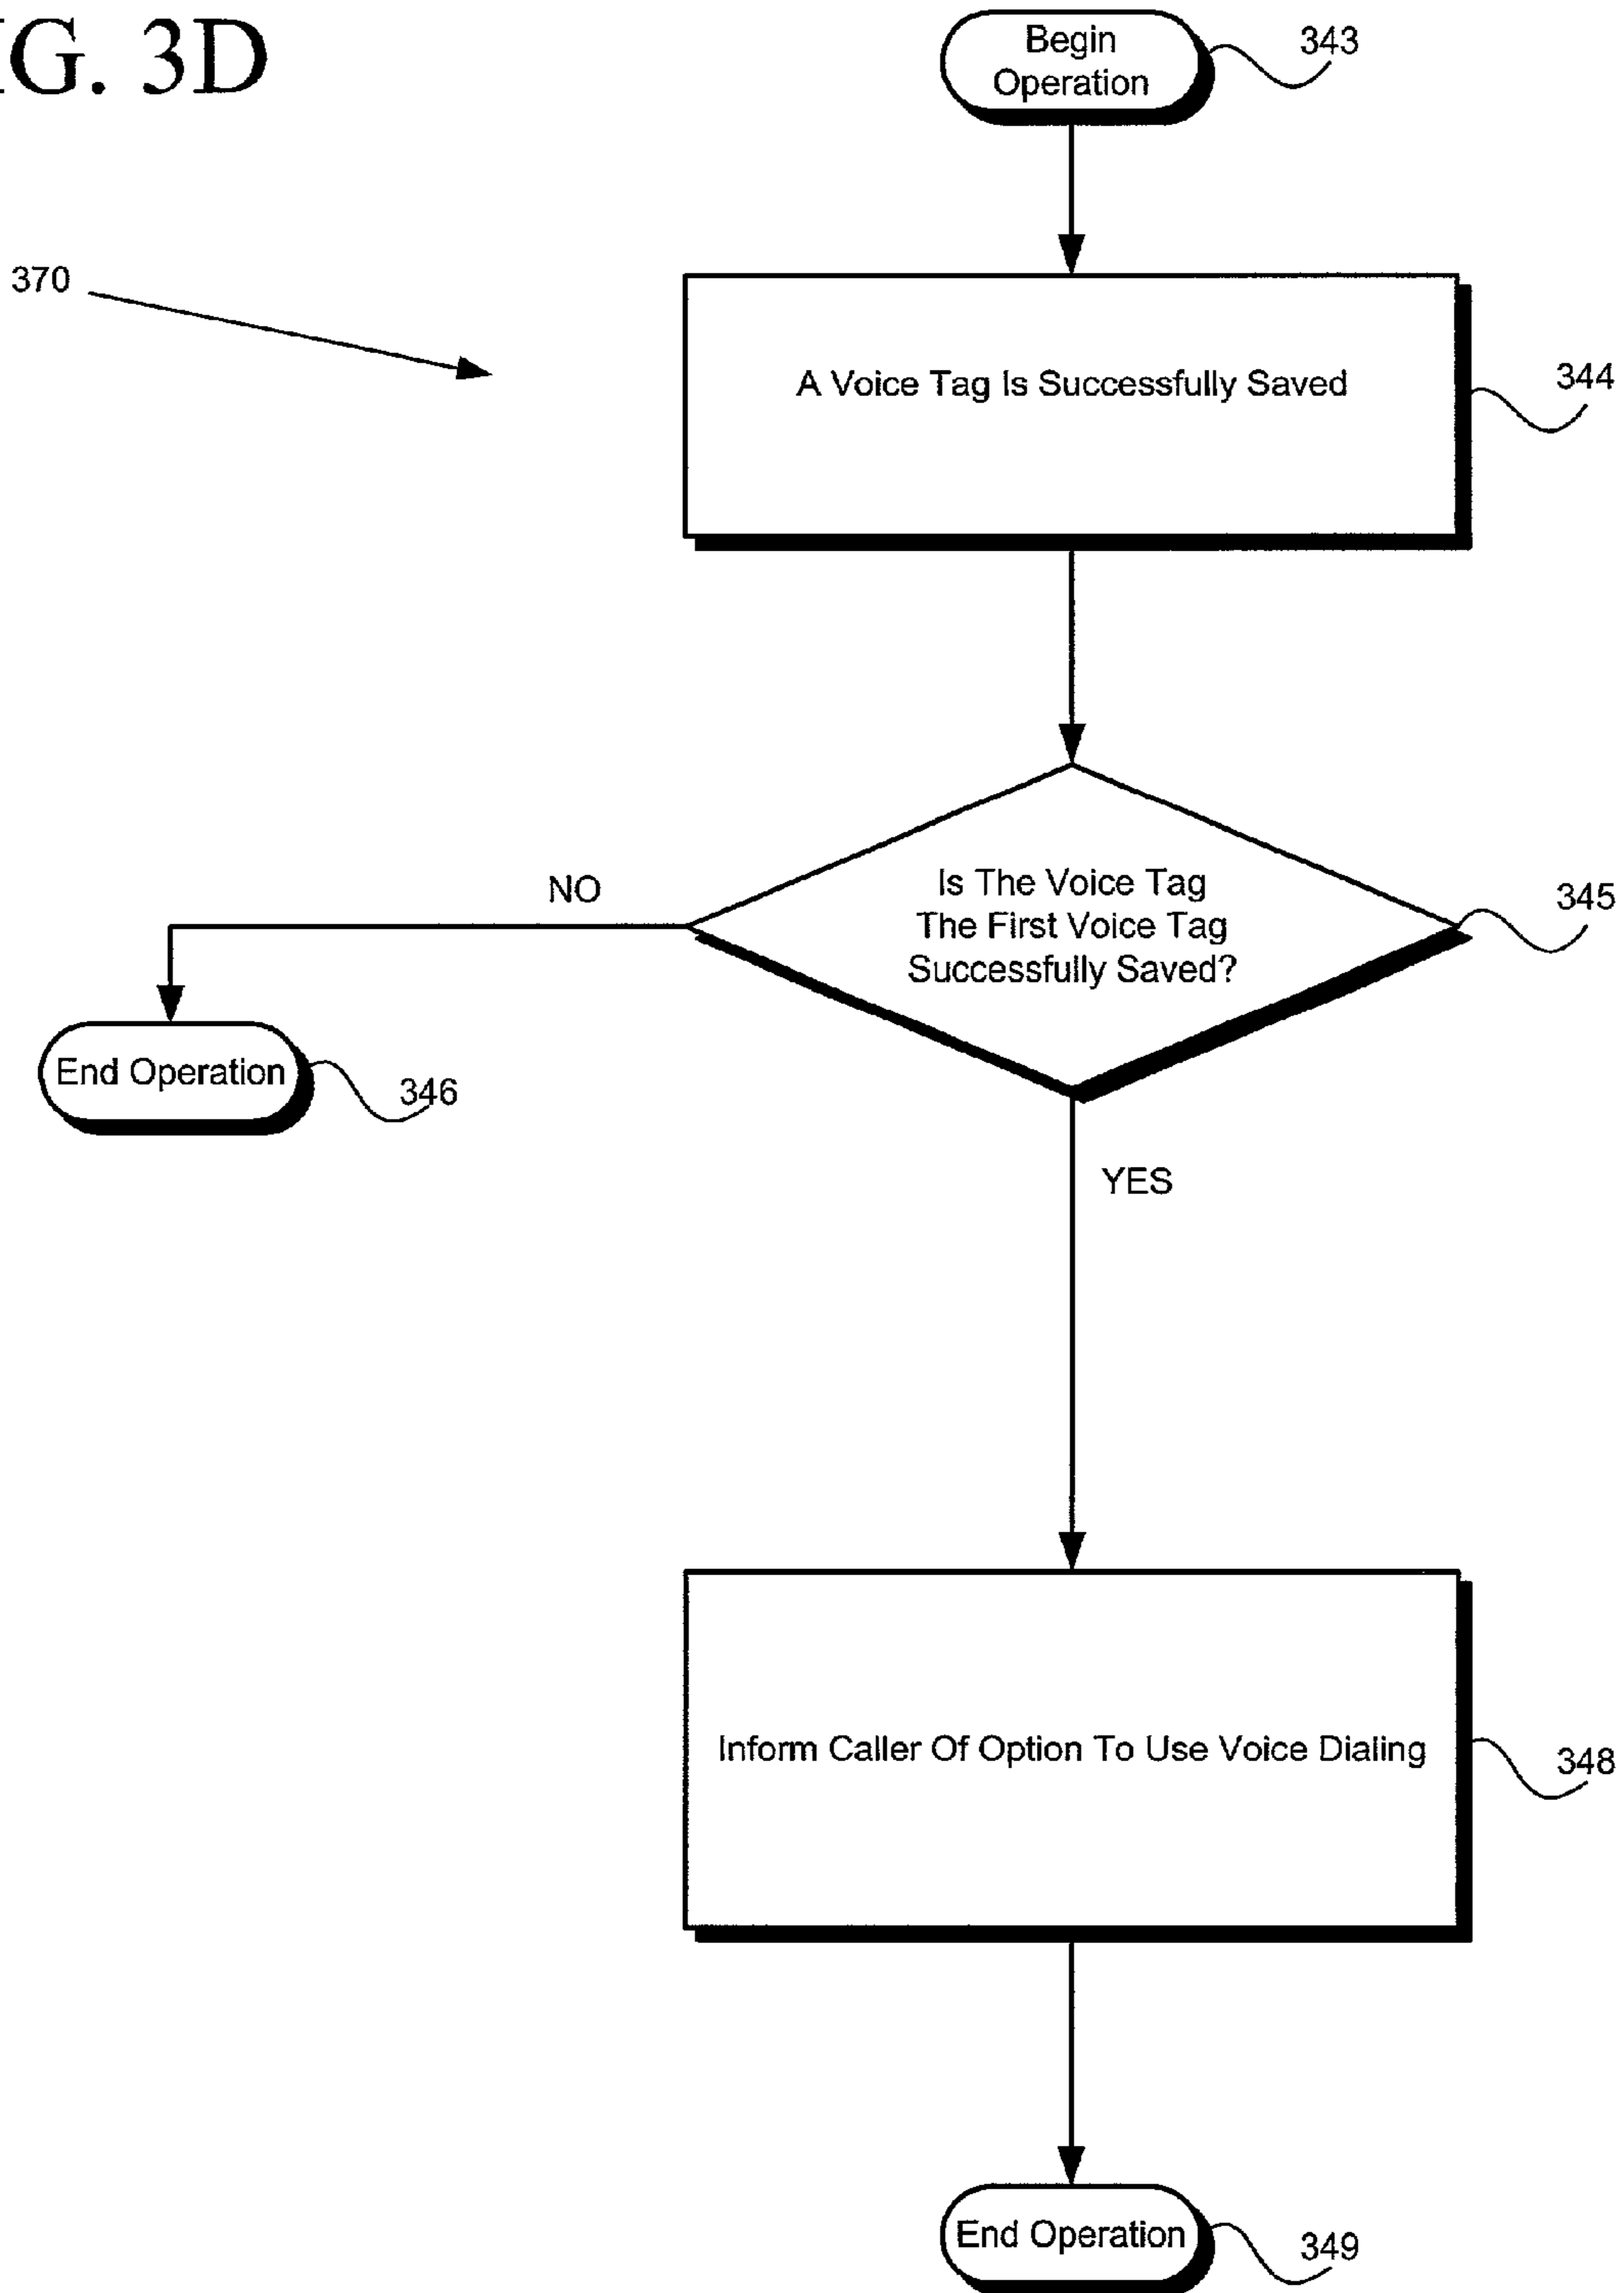 G. 3D
Begin
Operation
343
370
A Voice Tag Is Successfully Saved
344
Is The Voice Tag
The First Voice Tag
Successfully Saved?
345
NO
End Operation
346
YES
Inform Caller Of Option To Use Voice Dialing
348
End Operation
349